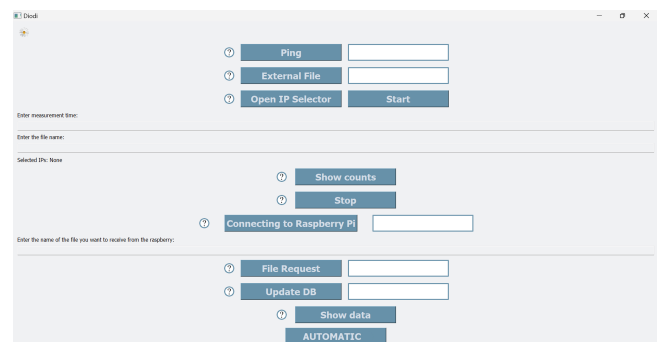 Diodi
? Ping
? External File
? Open IP Selector Start
Enter measurement time:
Enter the file name:
Selected IPs: None
? Show counts
? Stop
? Connecting to Raspberry Pi
Enter the name of the file you want to receive from the raspberry:
? File Request
? Update DB
? Show data
AUTOMATIC